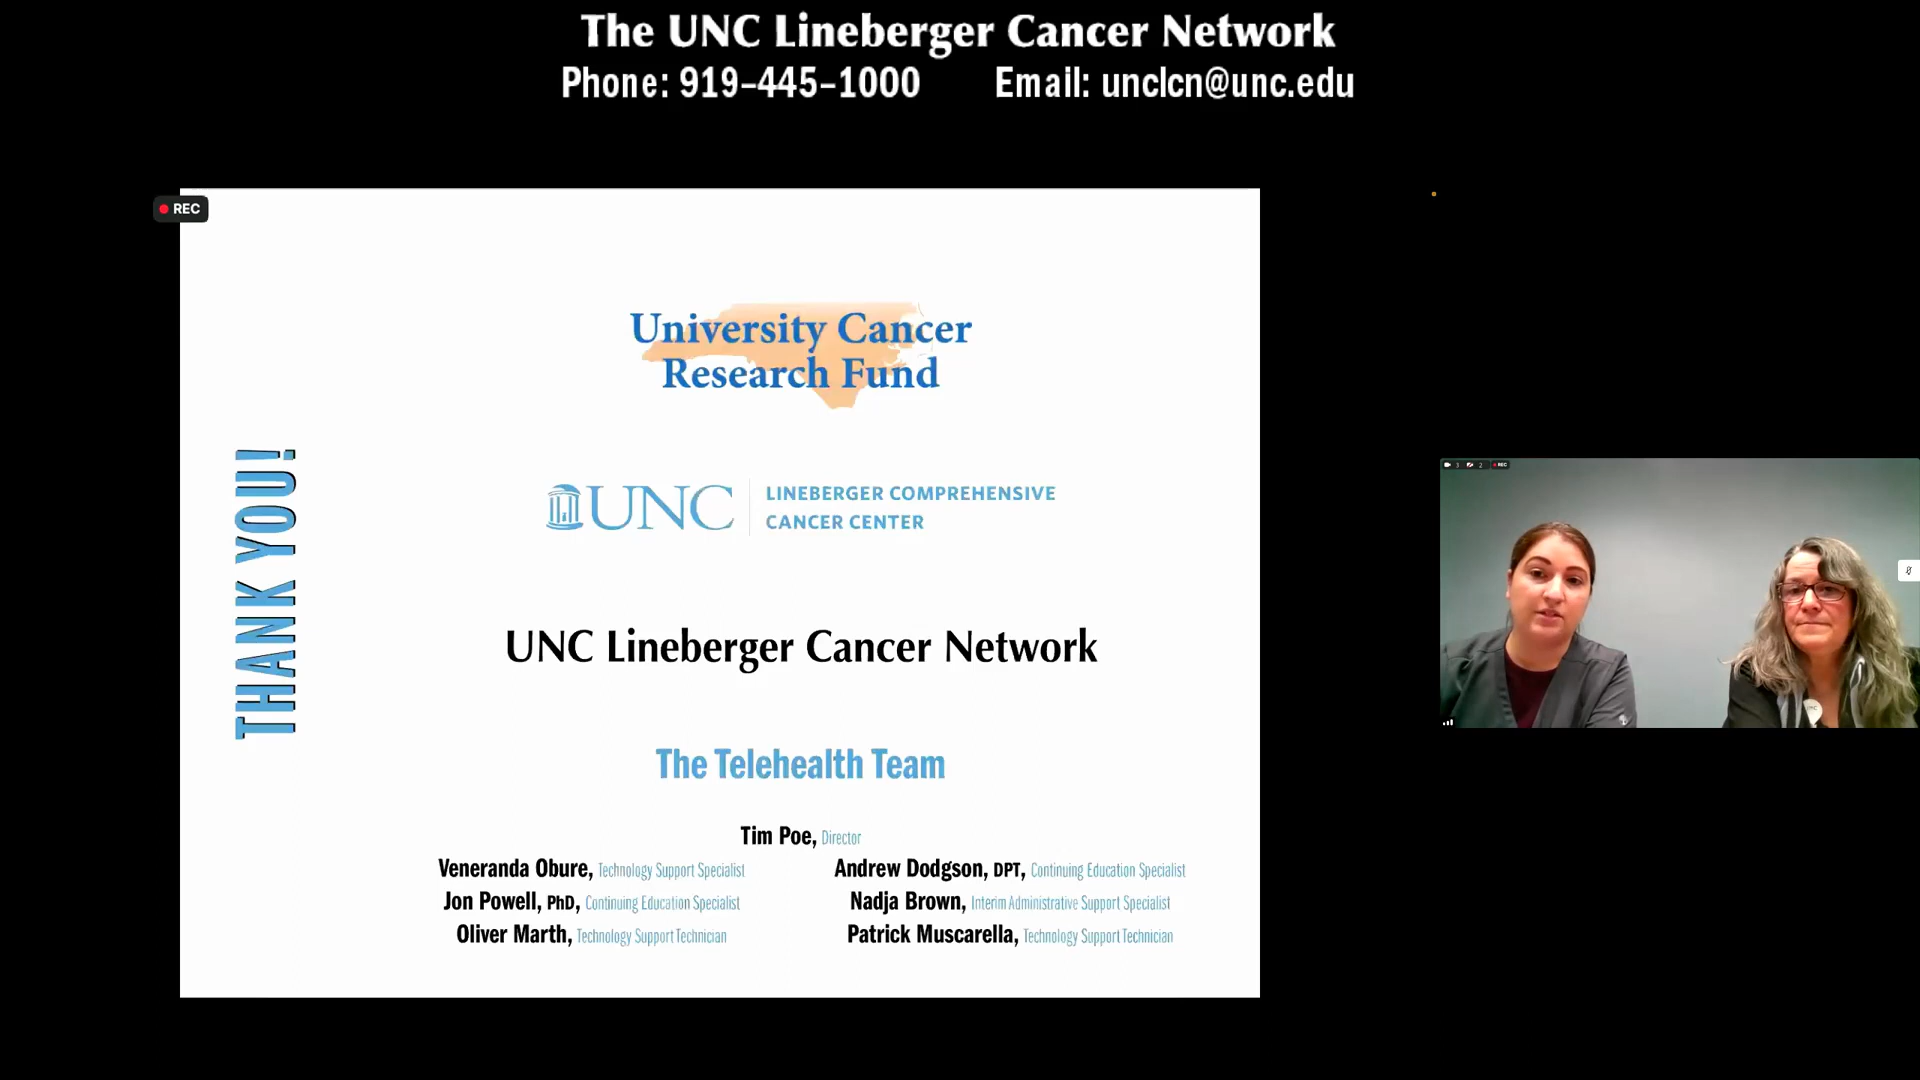 The UNC Lineberger Cancer Network
Phone: 919-445-1000 Email: unclcn@unc.edu
REC
University Cancer
Research Fund
THANK YOU!
UNC LINEBERGER COMPREHENSIVE
CANCER CENTER
UNC Lineberger Cancer Network
The Telehealth Team
Tim Poe, Director
Veneranda Obure, Technology Support Specialist
Andrew Dodgson, DPT, Continuing Education Specialist
Jon Powell, PhD, Continuing Education Specialist
Nadja Brown, Interim Administrative Support Specialist
Oliver Marth, Technology Support Technician
Patrick Muscarella, Technology Support Technician
3 2 REC